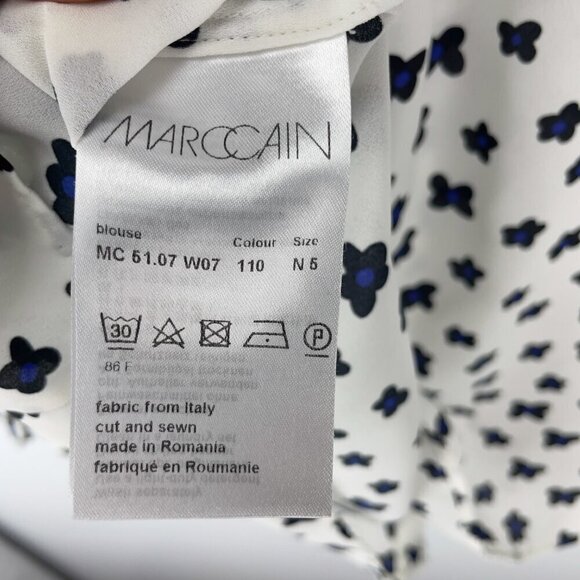 MARCCAIN
blouse
Colour Size
MC 51.07 W07 110 N 5
30 P
86 F
fabric from Italy
cut and sewn
made in Romania
fabriqué en Roumanie